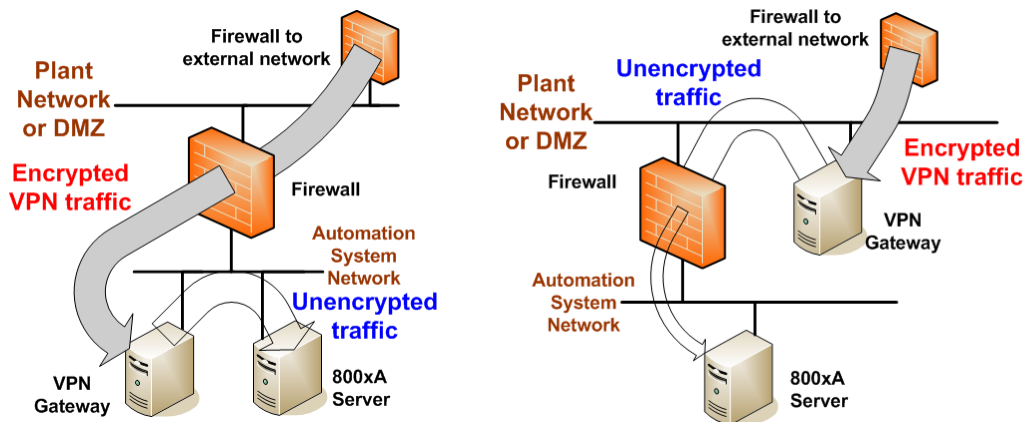 Firewall to
external network
Plant
Network
or DMZ
Encrypted
VPN traffic
Firewall
Automation
System
Network
Unencrypted
traffic
VPN
Gateway
800xA
Server
Firewall to
external network
Unencrypted
traffic
Plant
Network
or DMZ
Encrypted
VPN traffic
Firewall
VPN
Gateway
Automation
System
Network
800xA
Server